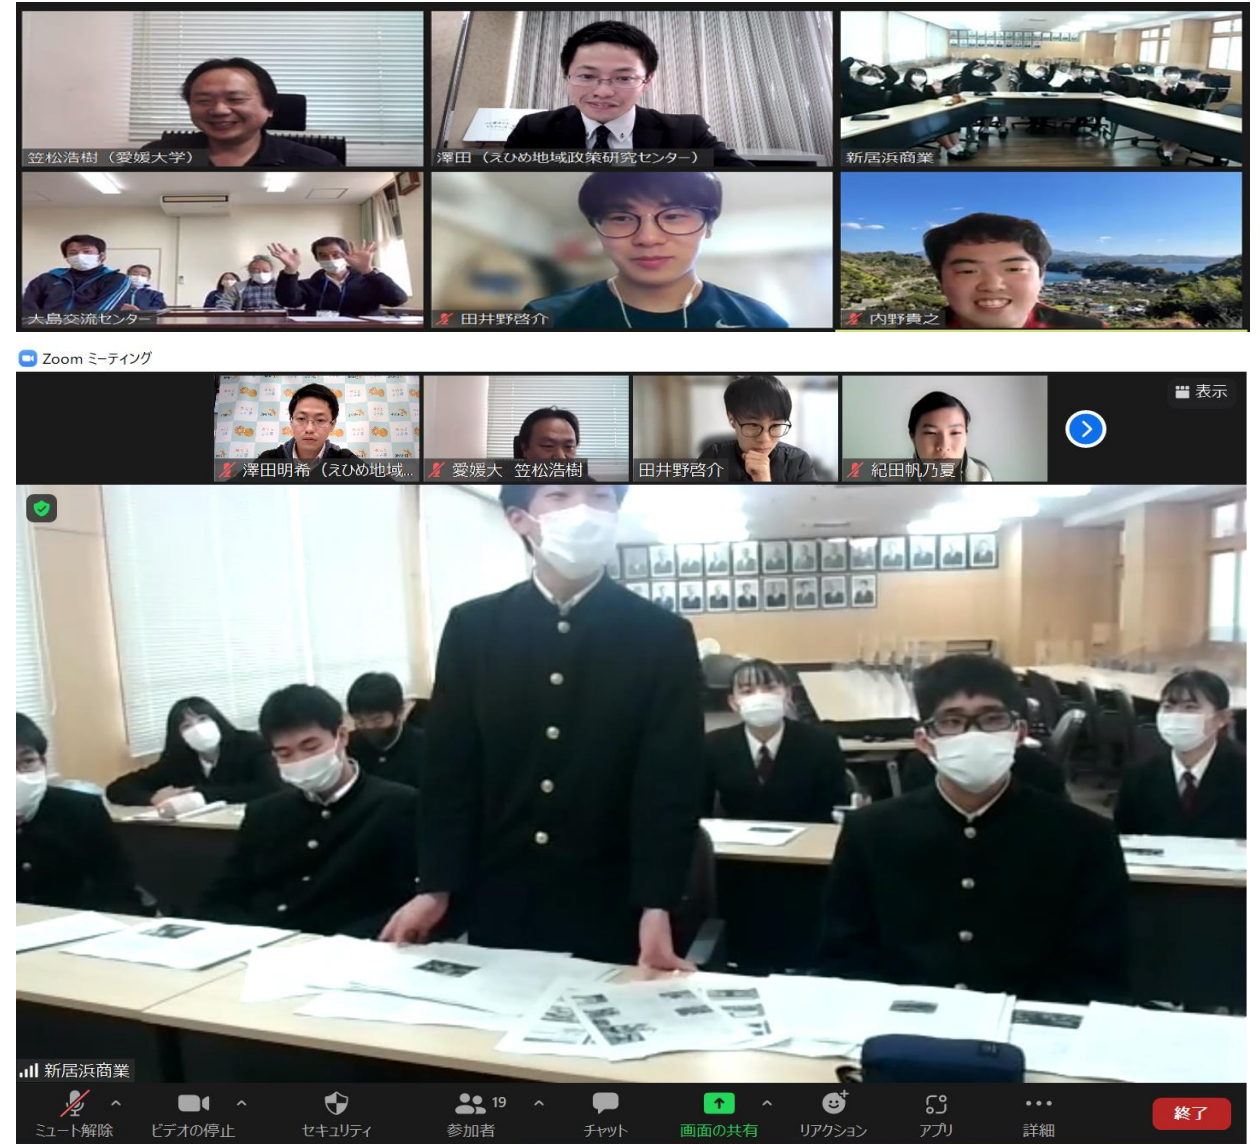 笠松浩樹（愛媛大学）
澤田（えひめ地域政策研究センター）
新居浜商業
大島交流センター
田井野啓介
内野貴之
Zoom ミーティング
表示
澤田明希（えひめ地域...
愛媛大 笠松浩樹
田井野啓介
紀田帆乃夏
新居浜商業
ミュート解除
ビデオの停止
セキュリティ
19
参加者
チャット
画面の共有
リアクション
アプリ
詳細
終了